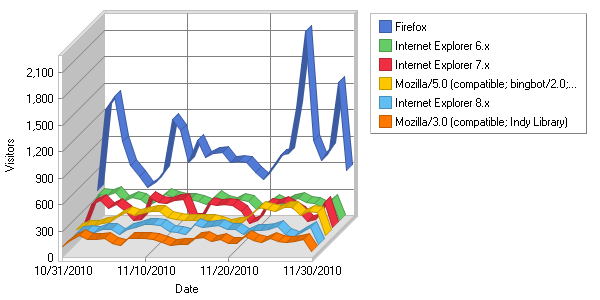 Firefox
Internet Explorer 6.x
Internet Explorer 7.x
Mozilla/5.0 (compatible; bingbot/2.0;...
Internet Explorer 8.x
Mozilla/3.0 (compatible; Indy Library)
Visitors
2,100
1,800
1,500
1,200
900
600
300
0
10/31/2010 11/10/2010 11/20/2010 11/30/2010
Date